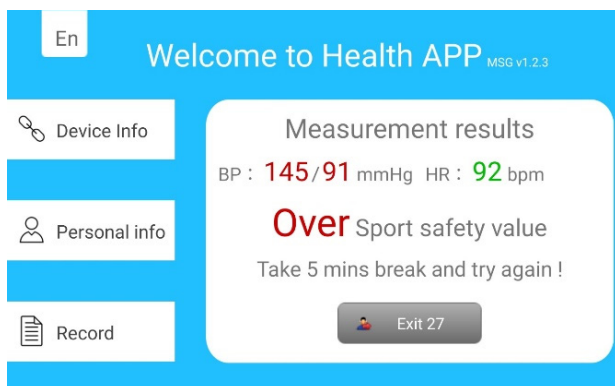 En
Welcome to Health APP MSG v1.2.3
Device Info
Personal info
Record
Measurement results
BP : 145/91 mmHg HR : 92 bpm
Over Sport safety value
Take 5 mins break and try again !
Exit 27